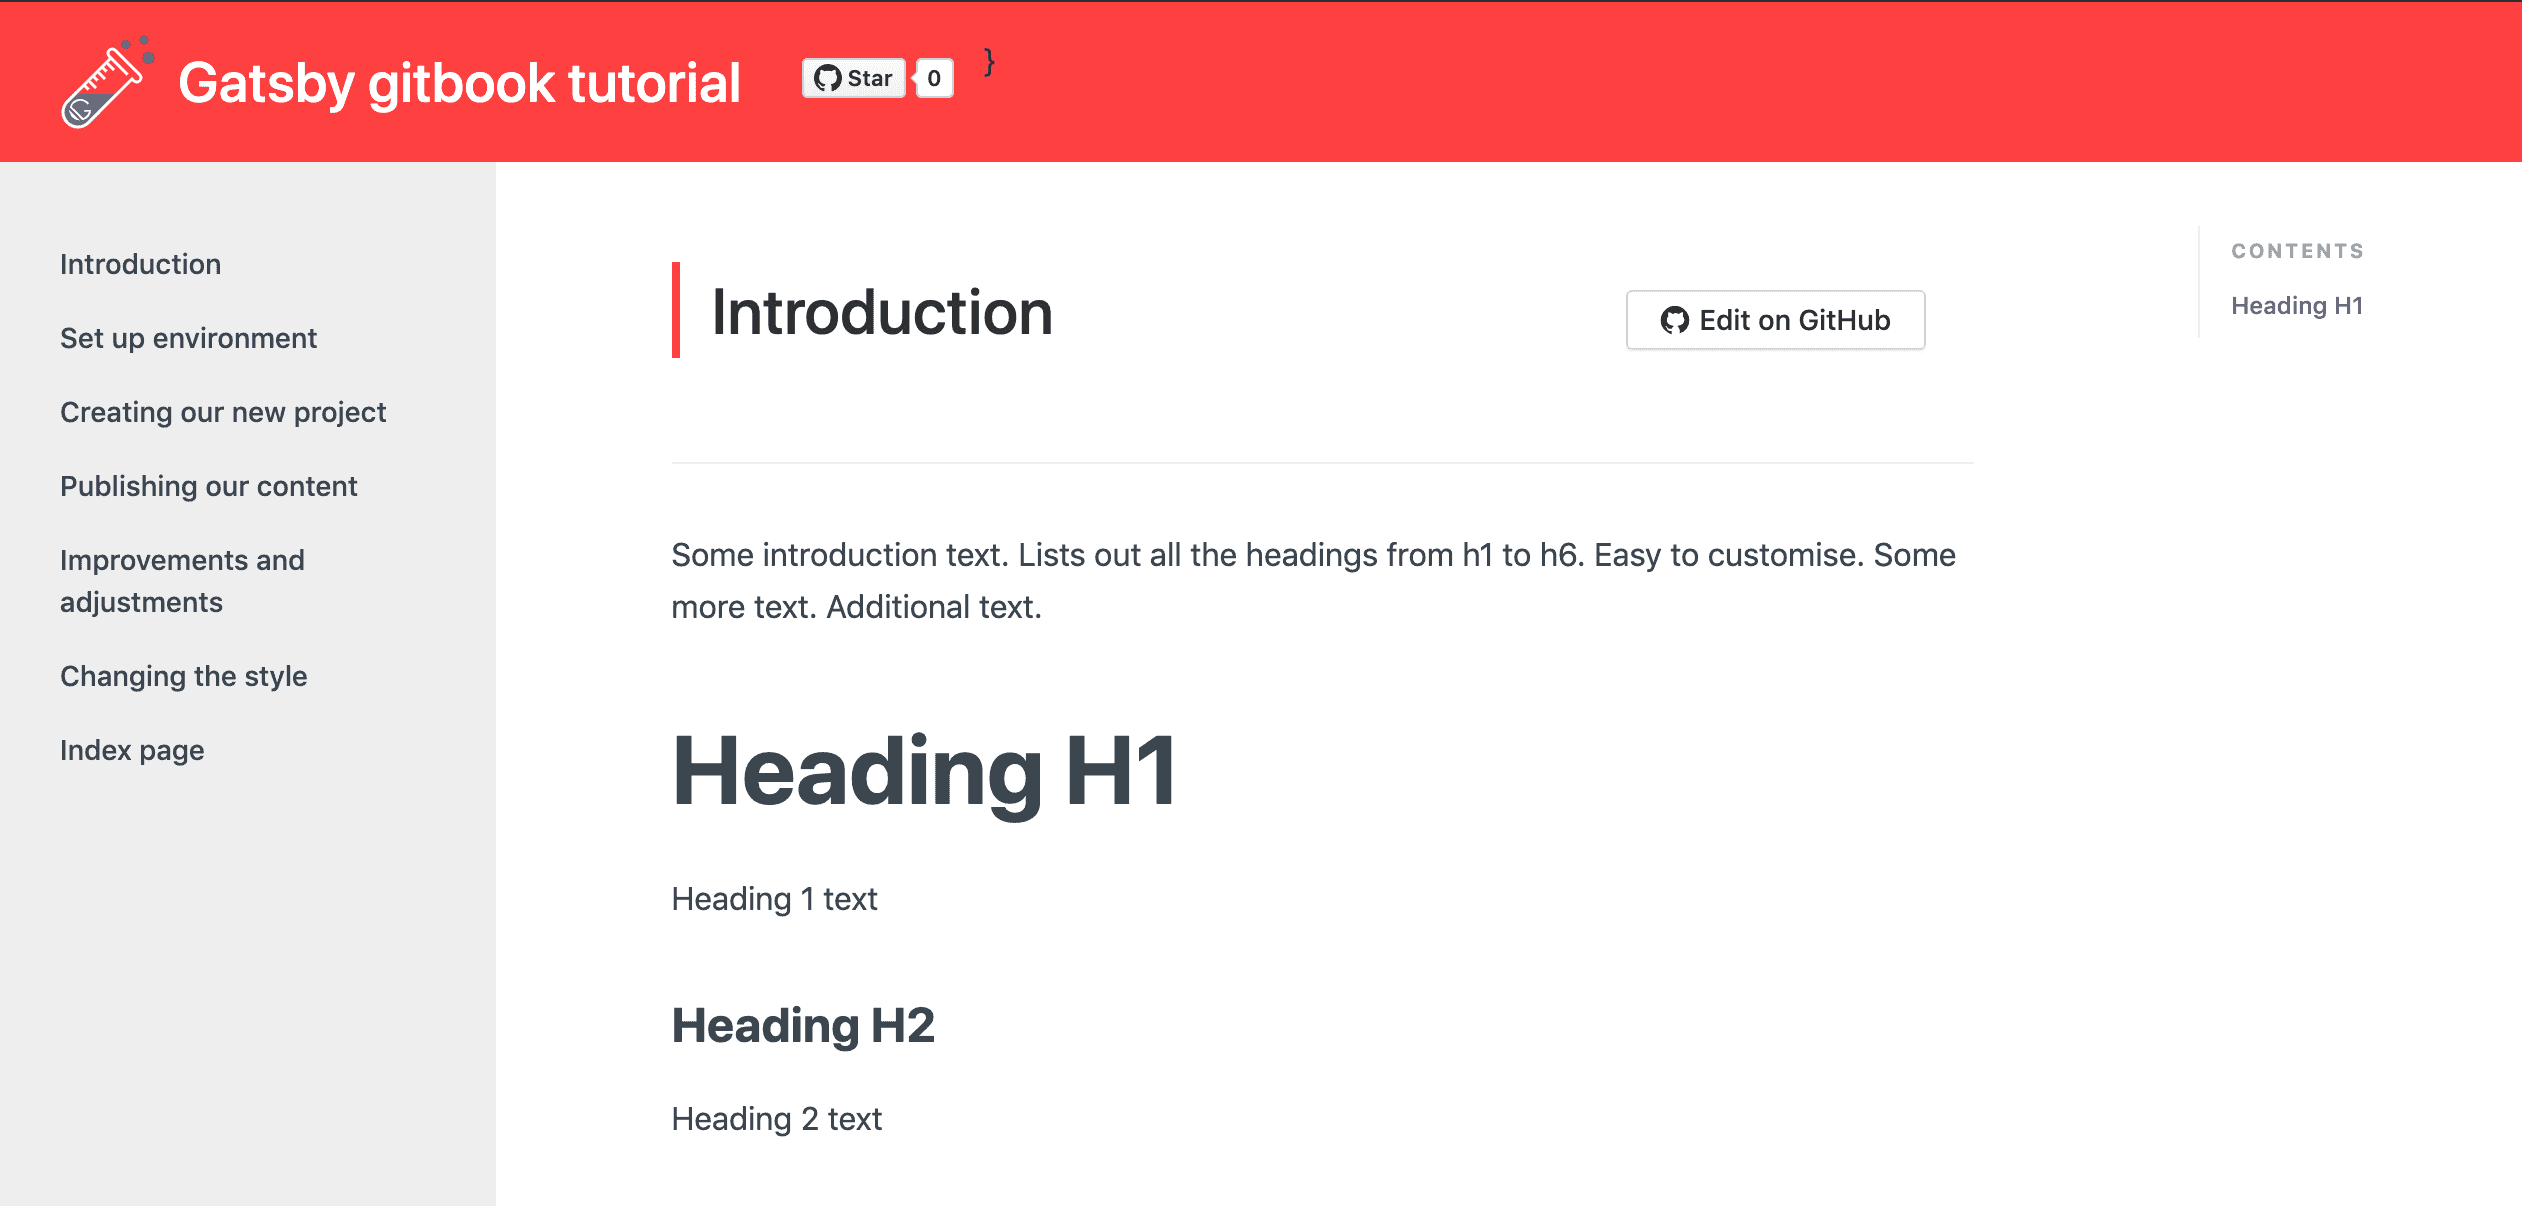 Gatsby gitbook tutorial
Star 0 }
Introduction
Set up environment
Creating our new project
Publishing our content
Improvements and
adjustments
Changing the style
Index page
Introduction
Edit on GitHub
Some introduction text. Lists out all the headings from h1 to h6. Easy to customise. Some
more text. Additional text.
Heading H1
Heading 1 text
Heading H2
Heading 2 text
CONTENTS
Heading H1